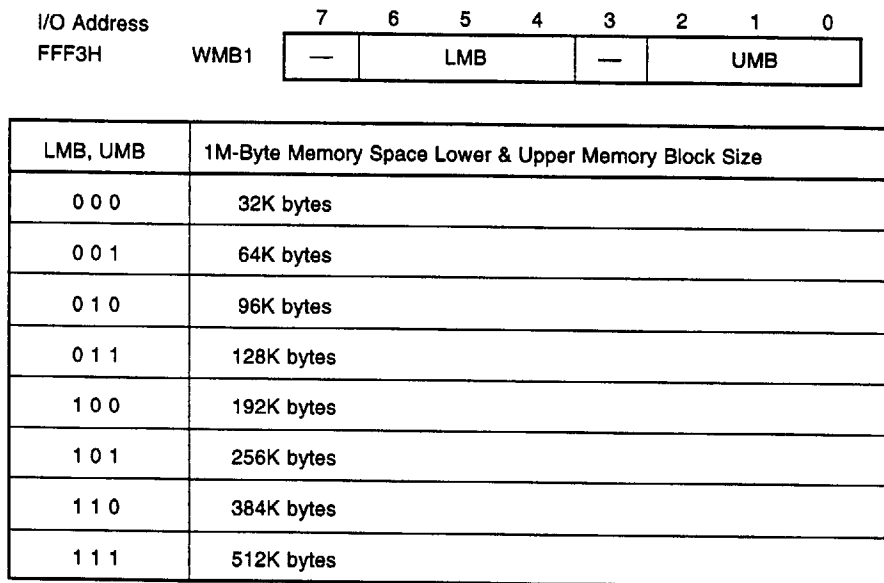 I/O Address 7 6 5 4 3 2 1 0
FFF3H WMB1 — LMB — UMB
LMB, UMB 1M-Byte Memory Space Lower & Upper Memory Block Size
0 0 0 32K bytes
0 0 1 64K bytes
0 1 0 96K bytes
0 1 1 128K bytes
1 0 0 192K bytes
1 0 1 256K bytes
1 1 0 384K bytes
1 1 1 512K bytes